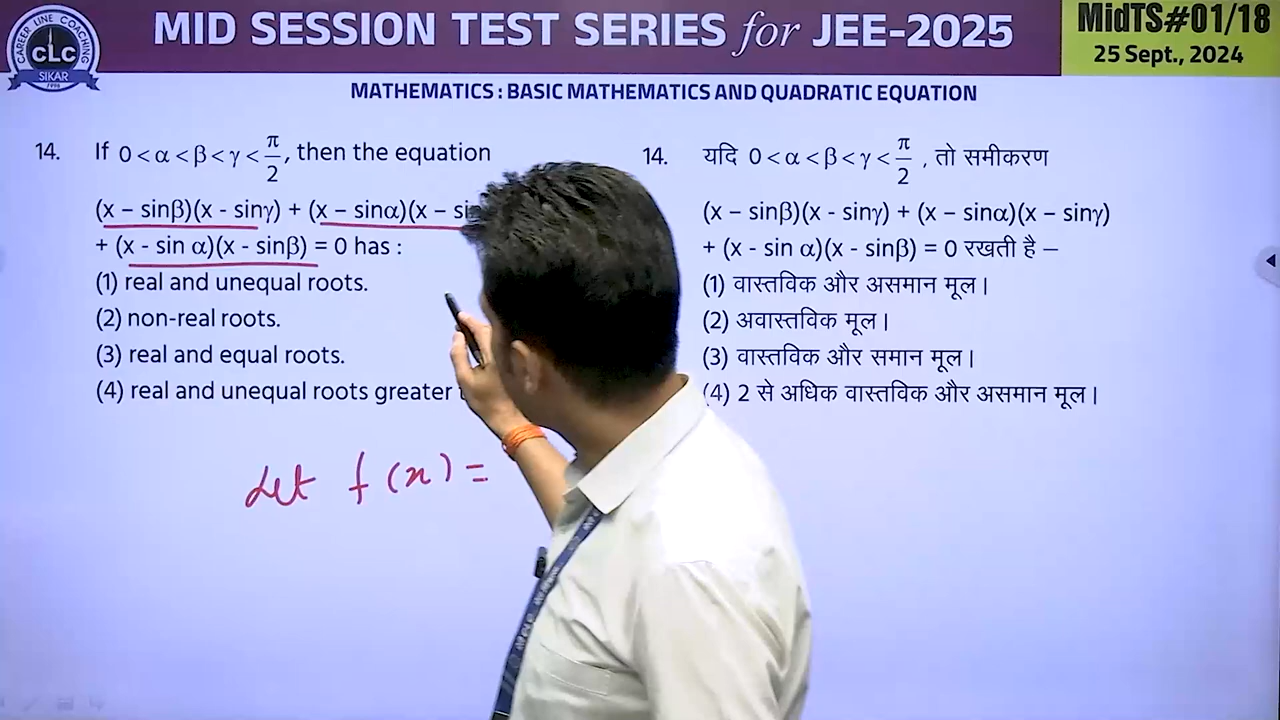 CAREER LINE COACHING
CLC
SIKAR
1996
MID SESSION TEST SERIES for JEE-2025
MidTS#01/18
25 Sept., 2024
MATHEMATICS : BASIC MATHEMATICS AND QUADRATIC EQUATION
14. If 0 < α < β < γ < π/2, then the equation
(x – sinβ)(x - sinγ) + (x – sinα)(x –
+ (x - sin α)(x - sinβ) = 0 has :
(1) real and unequal roots.
(2) non-real roots.
(3) real and equal roots.
(4) real and unequal roots greater
Let f(x) =
14. यदि 0 < α < β < γ < π/2 , तो समीकरण
(x – sinβ)(x - sinγ) + (x – sinα)(x – sinγ)
+ (x - sin α)(x - sinβ) = 0 रखती है –
(1) वास्तविक और असमान मूल।
(2) अवास्तविक मूल।
(3) वास्तविक और समान मूल।
(4) 2 से अधिक वास्तविक और असमान मूल।